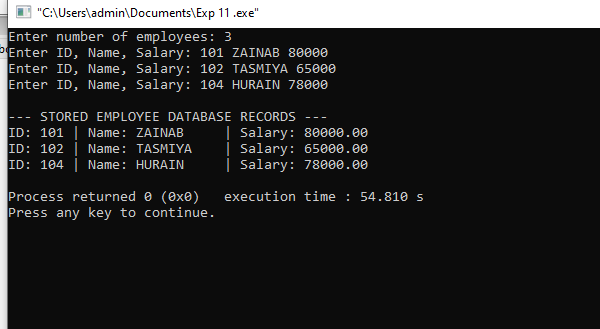 "C:\Users\admin\Documents\Exp 11 .exe"
Enter number of employees: 3
Enter ID, Name, Salary: 101 ZAINAB 80000
Enter ID, Name, Salary: 102 TASMIYA 65000
Enter ID, Name, Salary: 104 HURAIN 78000

--- STORED EMPLOYEE DATABASE RECORDS ---
ID: 101 | Name: ZAINAB     | Salary: 80000.00
ID: 102 | Name: TASMIYA    | Salary: 65000.00
ID: 104 | Name: HURAIN     | Salary: 78000.00

Process returned 0 (0x0)   execution time : 54.810 s
Press any key to continue.